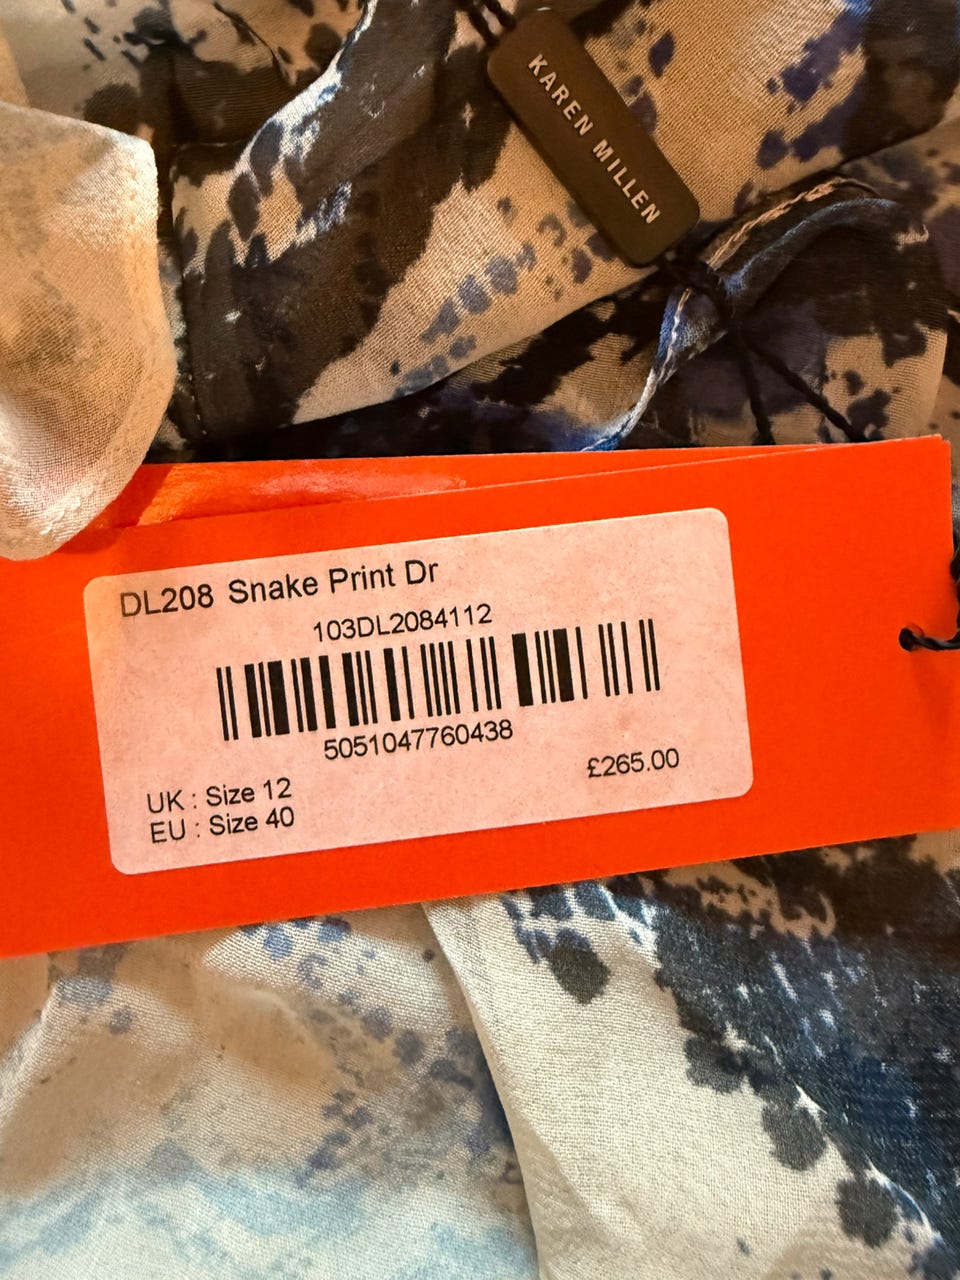 KAREN MILLEN
DL208 Snake Print Dr
103DL2084112
5051047760438
£265.00
UK : Size 12
EU : Size 40